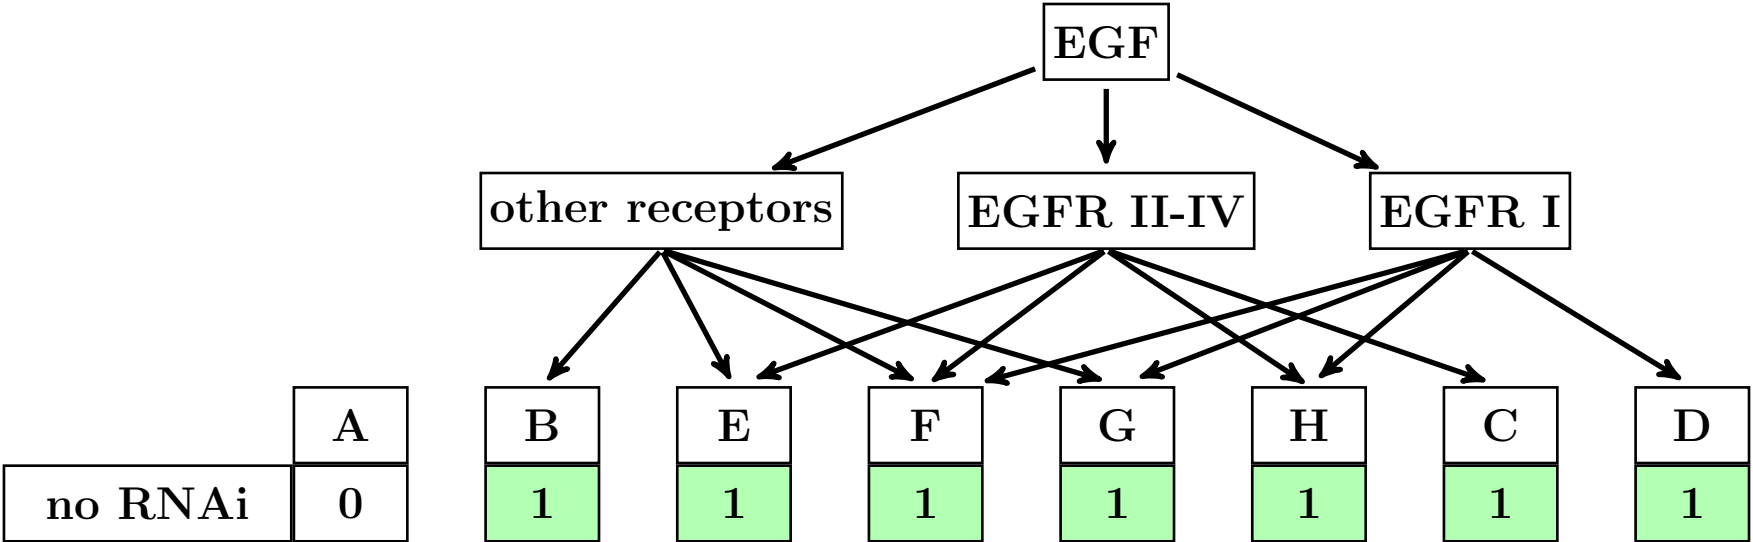 EGF
other receptors EGFR II-IV EGFR I
A B E F G H C D
no RNAi 0 1 1 1 1 1 1 1